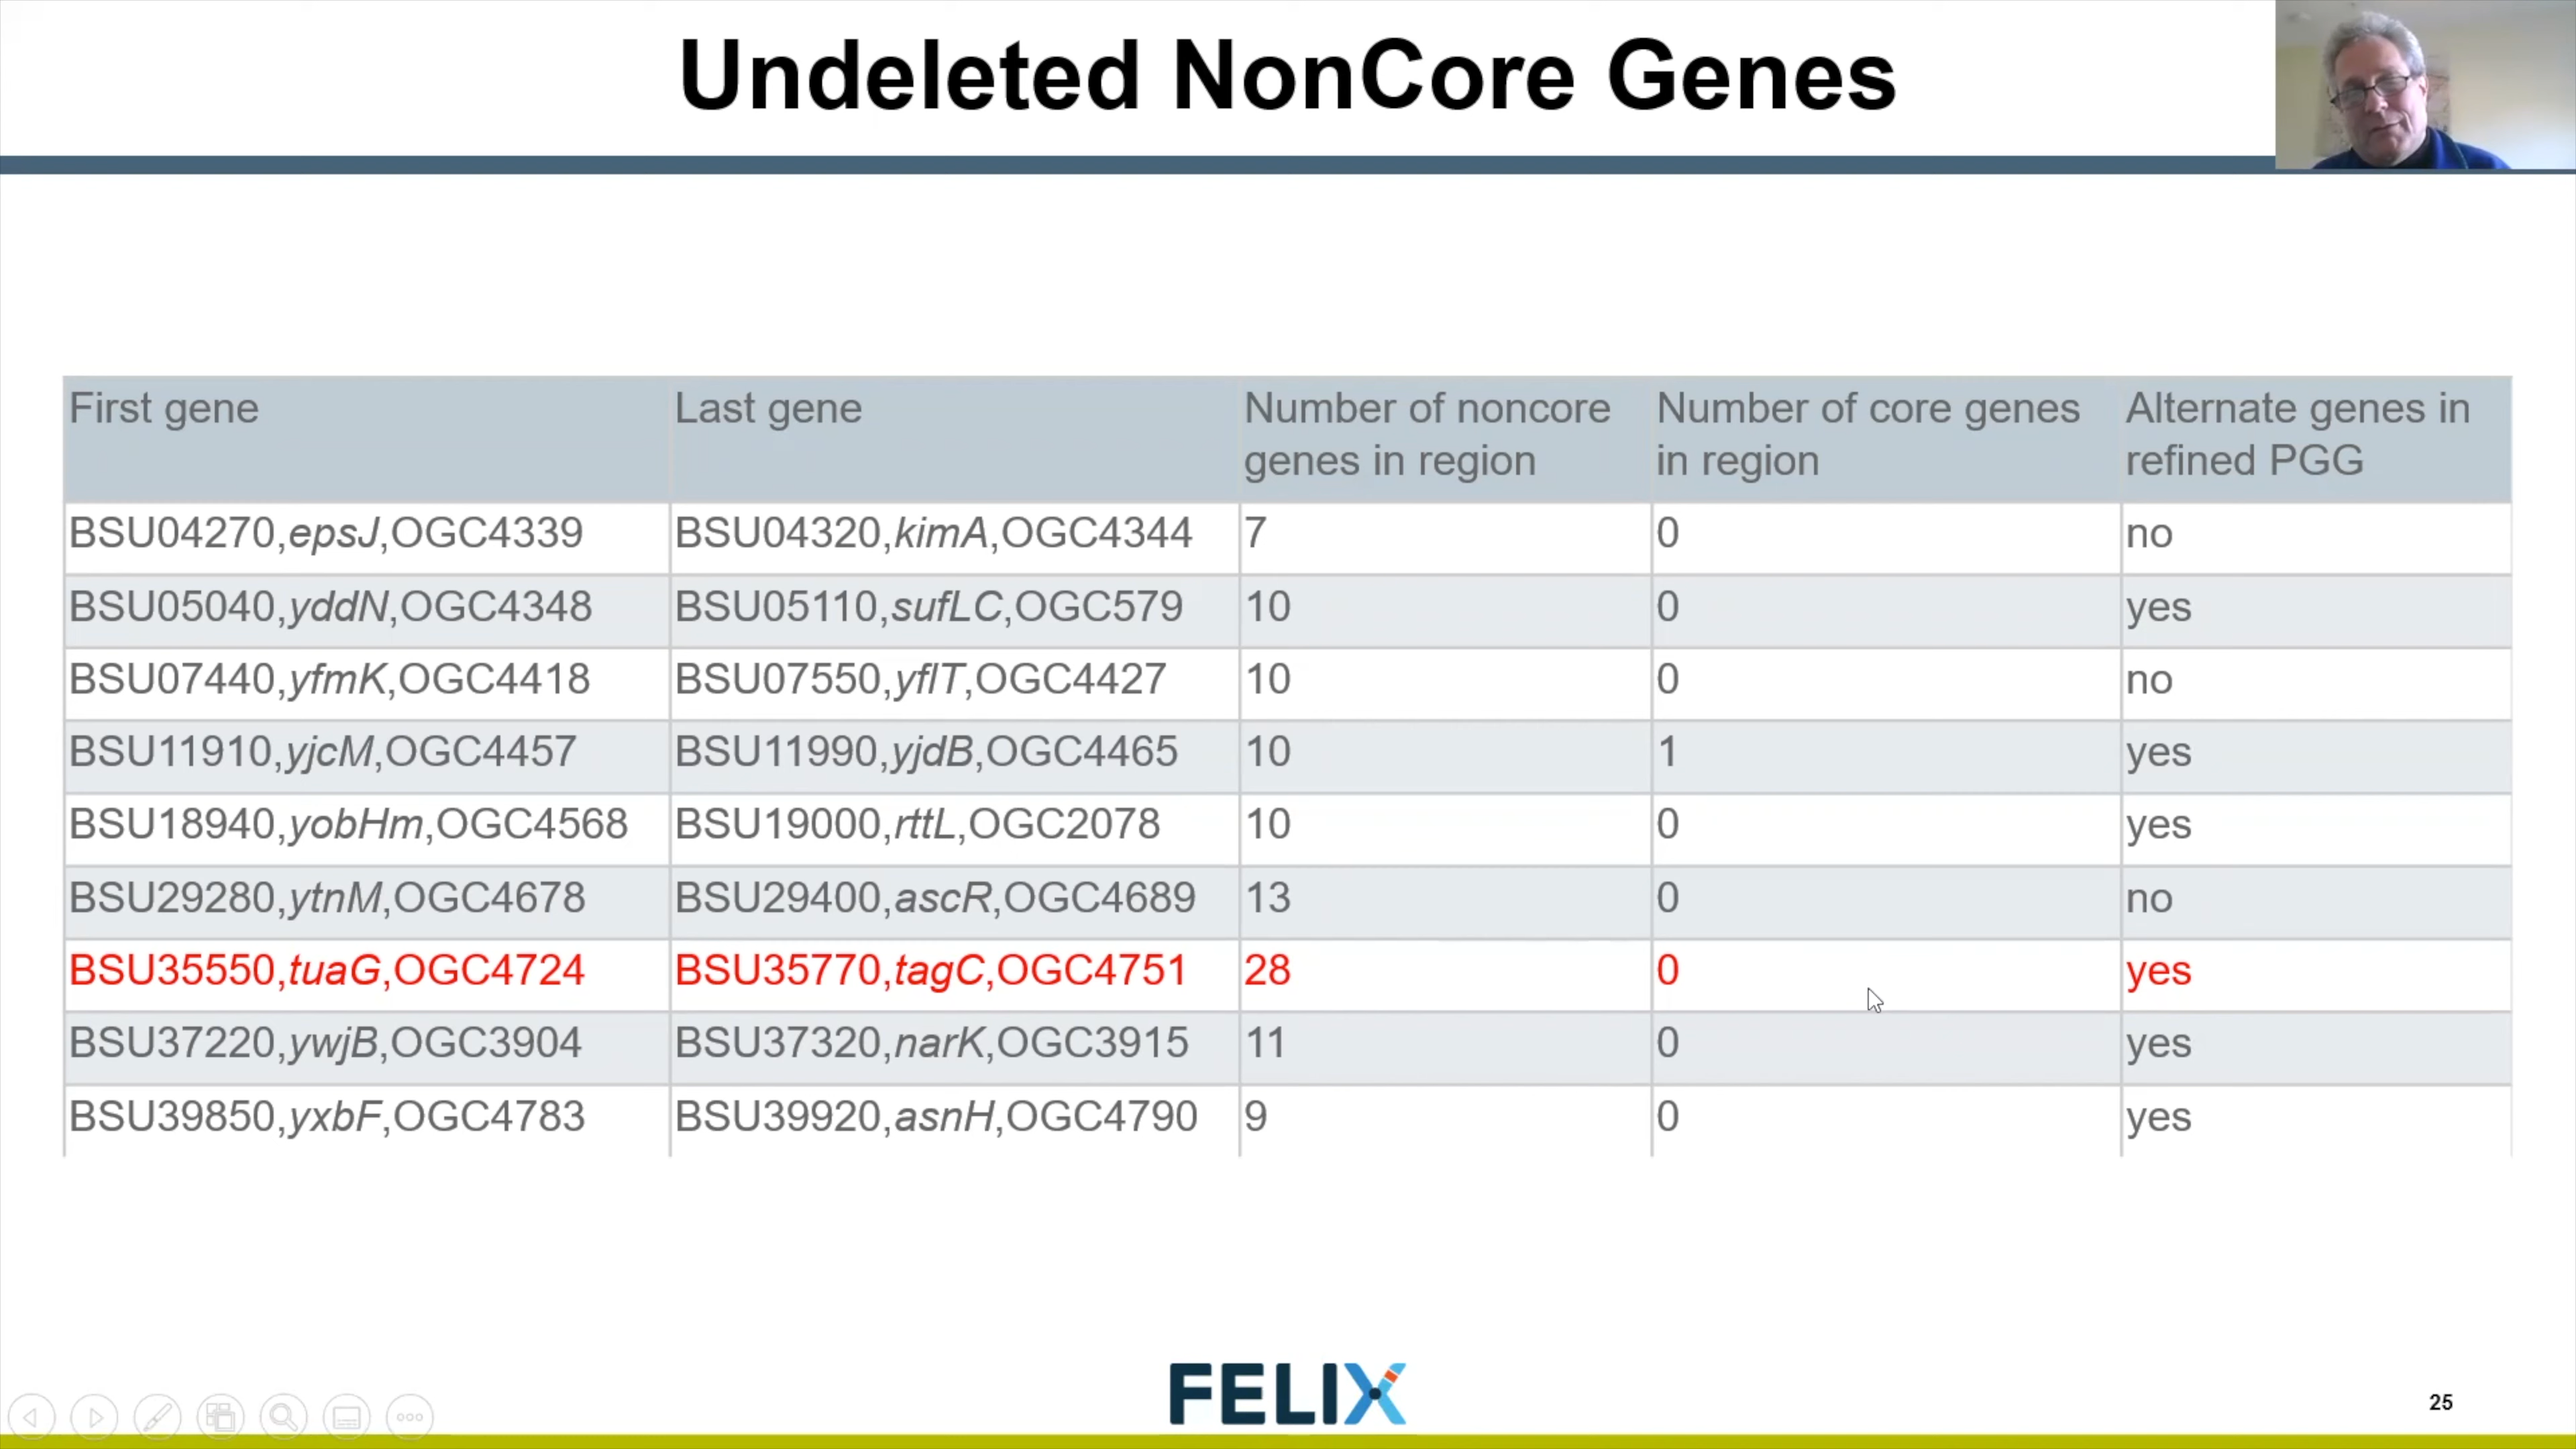 Undeleted NonCore Genes
First gene
Last gene
Number of noncore
genes in region
Number of core genes
in region
Alternate genes in
refined PGG
BSU04270,epsJ,OGC4339 BSU04320,kimA,OGC4344 7 0 no
BSU05040,yddN,OGC4348 BSU05110,sufLC,OGC579 10 0 yes
BSU07440,yfmK,OGC4418 BSU07550,yflT,OGC4427 10 0 no
BSU11910,yjcM,OGC4457 BSU11990,yjdB,OGC4465 10 1 yes
BSU18940,yobHm,OGC4568 BSU19000,rttL,OGC2078 10 0 yes
BSU29280,ytnM,OGC4678 BSU29400,ascR,OGC4689 13 0 no
BSU35550,tuaG,OGC4724 BSU35770,tagC,OGC4751 28 0 yes
BSU37220,ywjB,OGC3904 BSU37320,narK,OGC3915 11 0 yes
BSU39850,yxbF,OGC4783 BSU39920,asnH,OGC4790 9 0 yes
FELIX
25